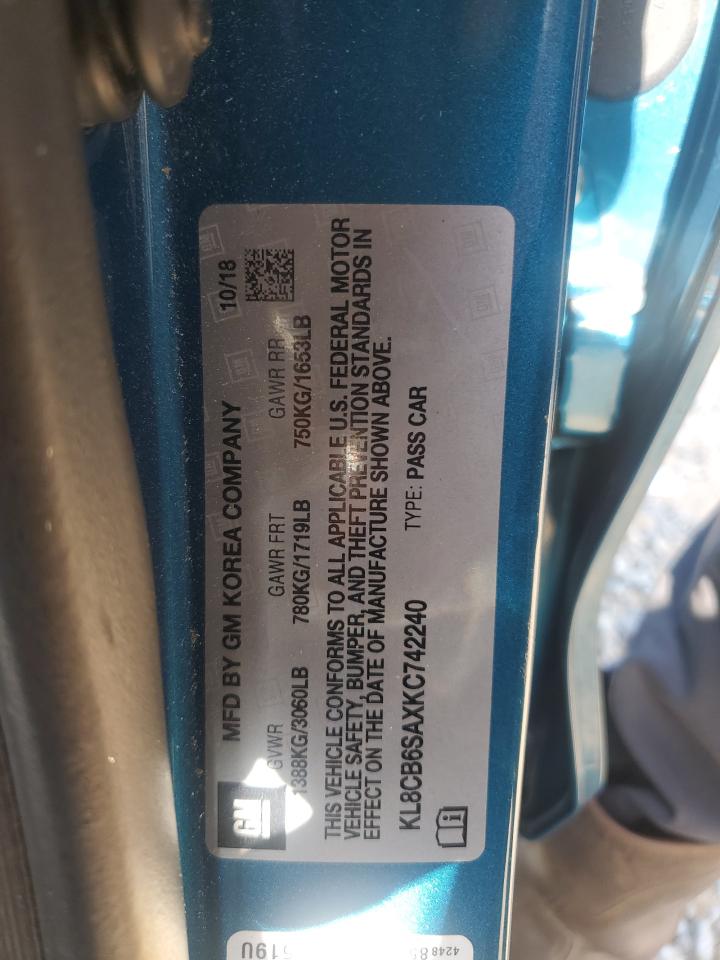 GM
MFD BY GM KOREA COMPANY 10/18
GVWR GAWR FRT GAWR RR
1388KG/3060LB 780KG/1719LB 750KG/1653LB
THIS VEHICLE CONFORMS TO ALL APPLICABLE U.S. FEDERAL MOTOR
VEHICLE SAFETY, BUMPER, AND THEFT PREVENTION STANDARDS IN
EFFECT ON THE DATE OF MANUFACTURE SHOWN ABOVE.
KL8CB6SAXKC742240 TYPE: PASS CAR